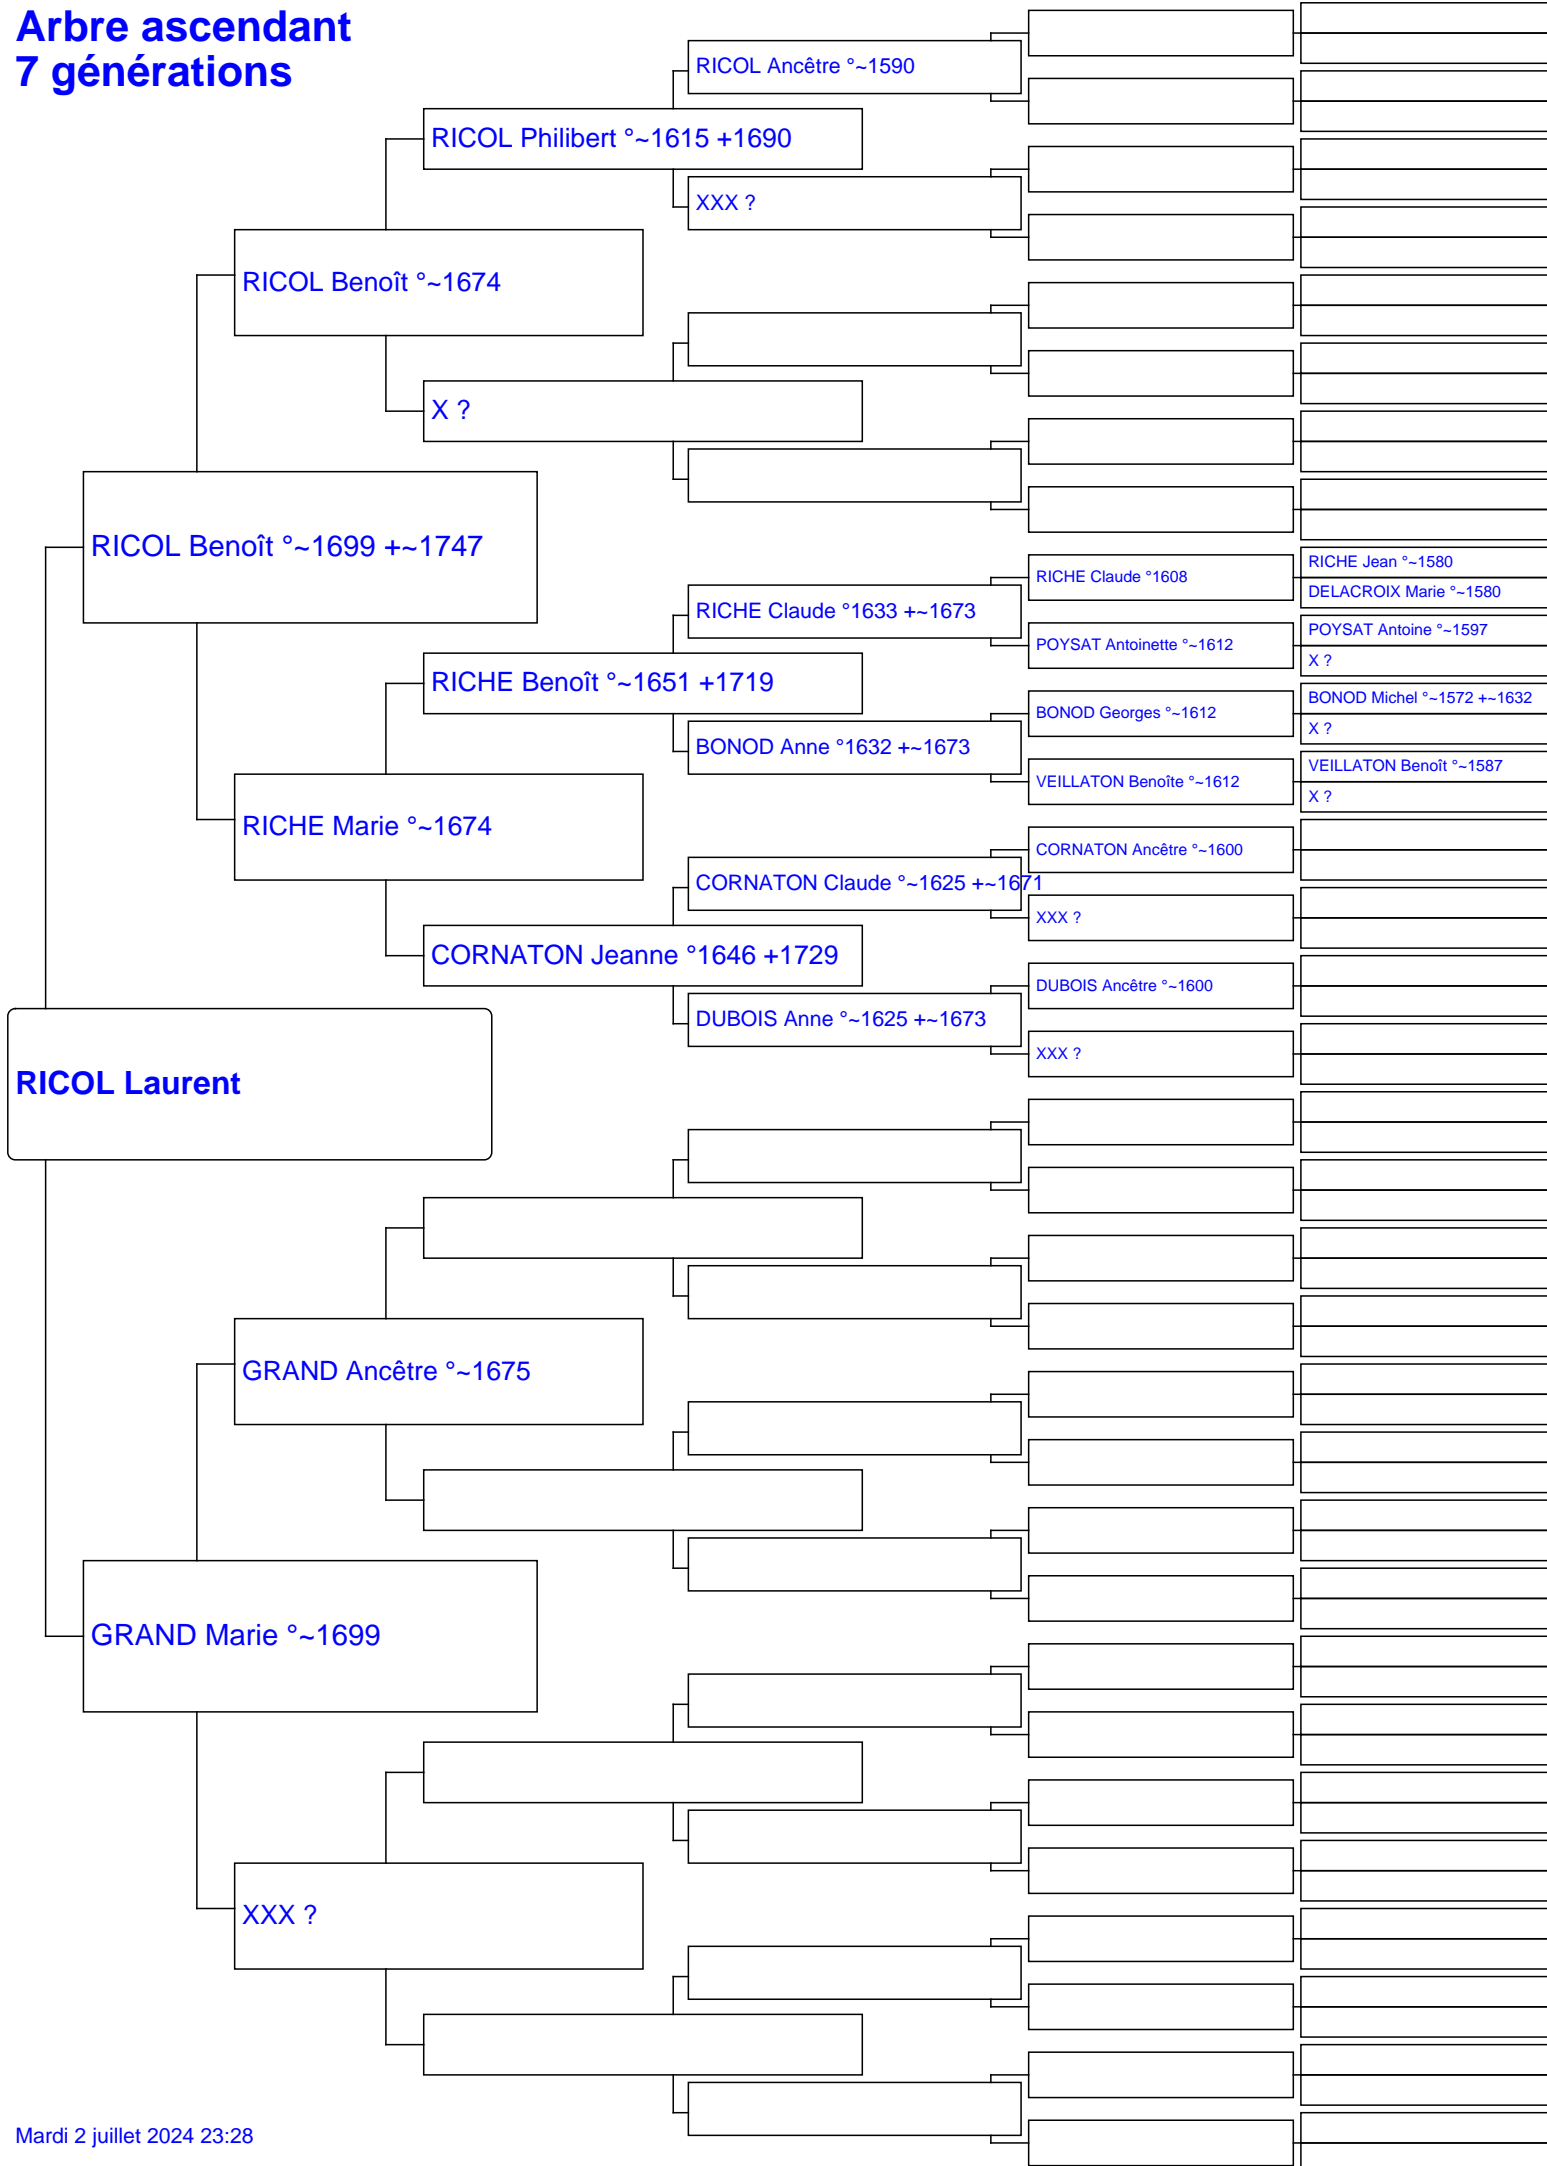 Arbre ascendant
7 générations
RICOL Ancêtre °~1590
RICOL Philibert °~1615 +1690
XXX ?
RICOL Benoît °~1674
X ?
RICOL Benoît °~1699 +~1747
RICHE Jean °~1580
RICHE Claude °1608
DELACROIX Marie °~1580
RICHE Claude °1633 +~1673
POYSAT Antoine °~1597
POYSAT Antoinette °~1612
X ?
RICHE Benoît °~1651 +1719
BONOD Michel °~1572 +~1632
BONOD Georges °~1612
X ?
BONOD Anne °1632 +~1673
VEILLATON Benoît °~1587
VEILLATON Benoîte °~1612
X ?
RICHE Marie °~1674
CORNATON Ancêtre °~1600
CORNATON Claude °~1625 +~1671
XXX ?
CORNATON Jeanne °1646 +1729
DUBOIS Ancêtre °~1600
DUBOIS Anne °~1625 +~1673
XXX ?
RICOL Laurent
GRAND Ancêtre °~1675
GRAND Marie °~1699
XXX ?
Mardi 2 juillet 2024 23:28